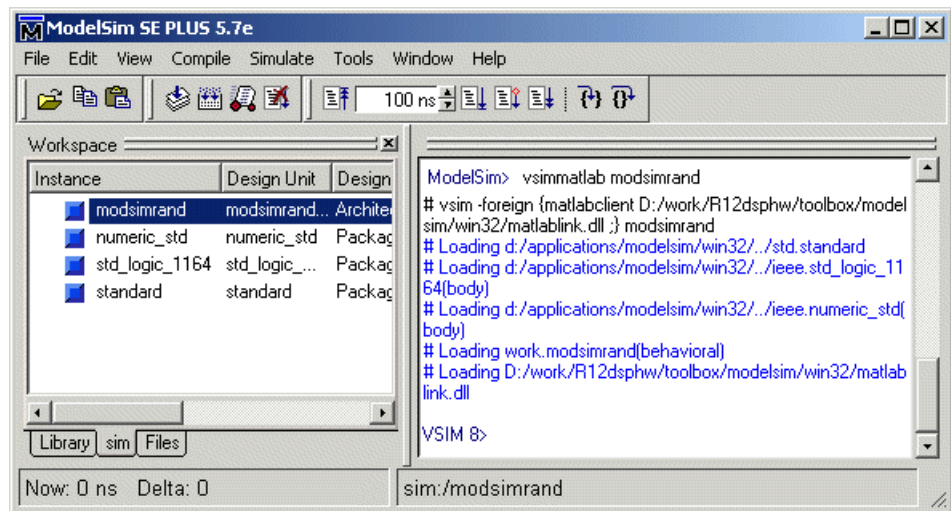 ModelSim SE PLUS 5.7e
File Edit View Compile Simulate Tools Window Help
100 ns
Workspace
Instance Design Unit Design
modsimrand modsimrand... Archite
numeric_std numeric_std Packag
std_logic_1164 std_logic_... Packag
standard standard Packag
Library sim Files
ModelSim> vsimmatlab modsimrand
# vsim -foreign {matlabclient D:/work/R12dsphw/toolbox/model
sim/win32/matlablink.dll ;} modsimrand
# Loading d:/applications/modelsim/win32/../std.standard
# Loading d:/applications/modelsim/win32/../ieee.std_logic_11
64(body)
# Loading d:/applications/modelsim/win32/../ieee.numeric_std(
body)
# Loading work.modsimrand(behavioral)
# Loading D:/work/R12dsphw/toolbox/modelsim/win32/matlab
link.dll
VSIM 8>
Now: 0 ns Delta: 0
sim:/modsimrand